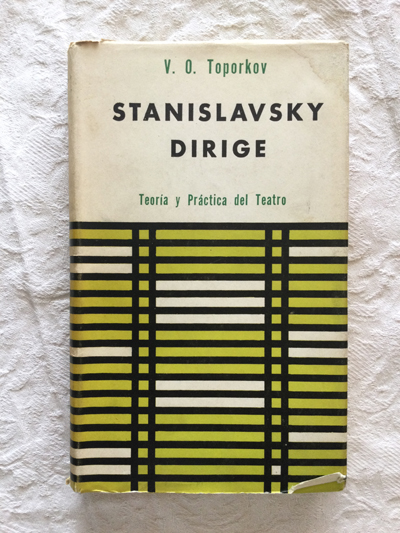 V. O. Toporkov
STANISLAVSKY
DIRIGE
Teoría y Práctica del Teatro